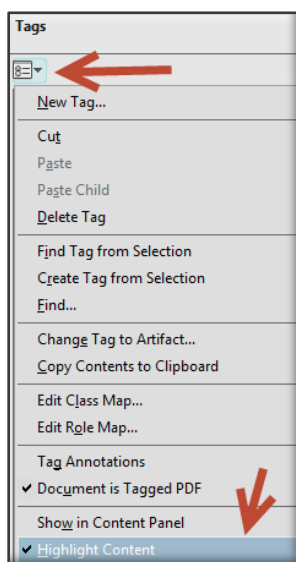 Tags
New Tag...
Cut
Paste
Paste Child
Delete Tag
Find Tag from Selection
Create Tag from Selection
Find...
Change Tag to Artifact...
Copy Contents to Clipboard
Edit Class Map...
Edit Role Map...
Tag Annotations
Document is Tagged PDF
Show in Content Panel
Highlight Content